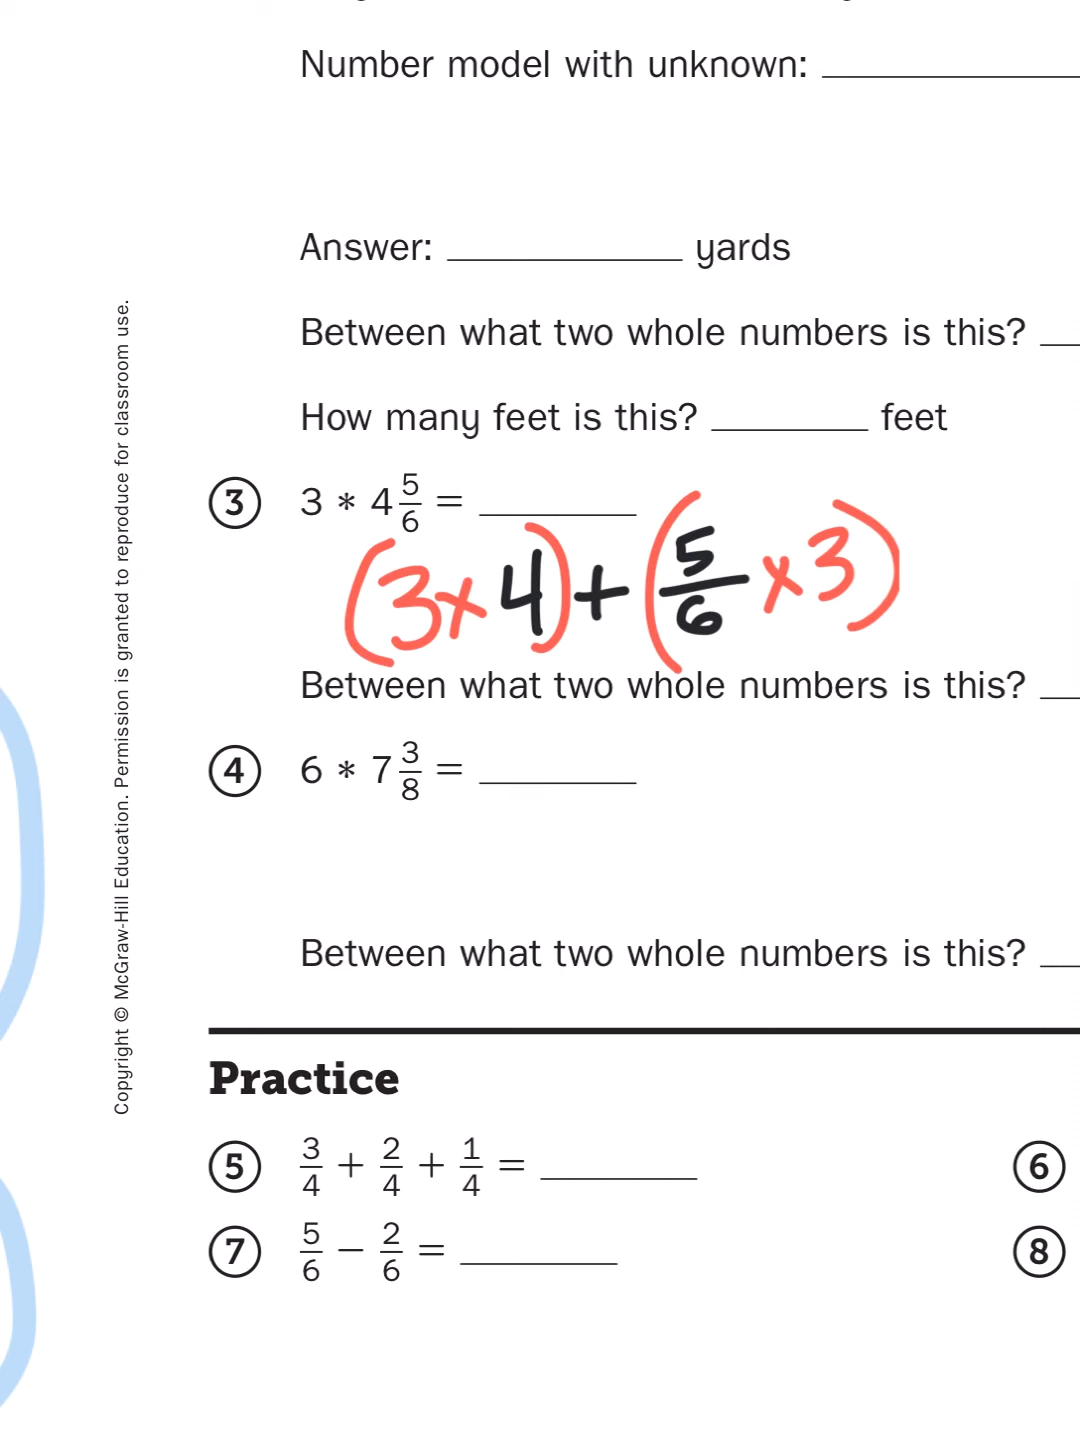 Number model with unknown:
Answer: yards
Between what two whole numbers is this?
How many feet is this? feet
3 3 * 4 5/6 =
(3 x 4) + (5/6 x 3)
Between what two whole numbers is this?
4 6 * 7 3/8 =
Between what two whole numbers is this?
Copyright © McGraw-Hill Education. Permission is granted to reproduce for classroom use.
Practice
5 3/4 + 2/4 + 1/4 = 6
7 5/6 − 2/6 = 8